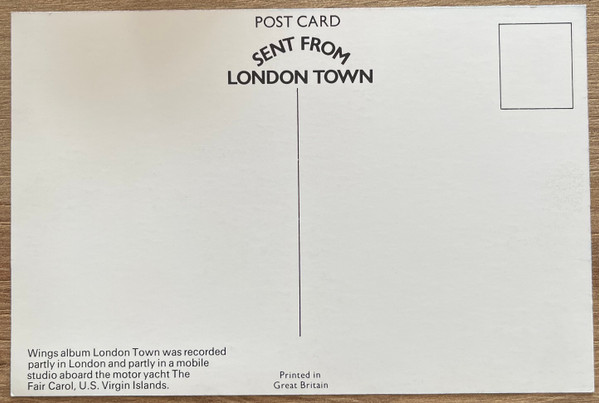 POST CARD
SENT FROM
LONDON TOWN
Wings album London Town was recorded
partly in London and partly in a mobile
studio aboard the motor yacht The
Fair Carol, U.S. Virgin Islands.
Printed in
Great Britain